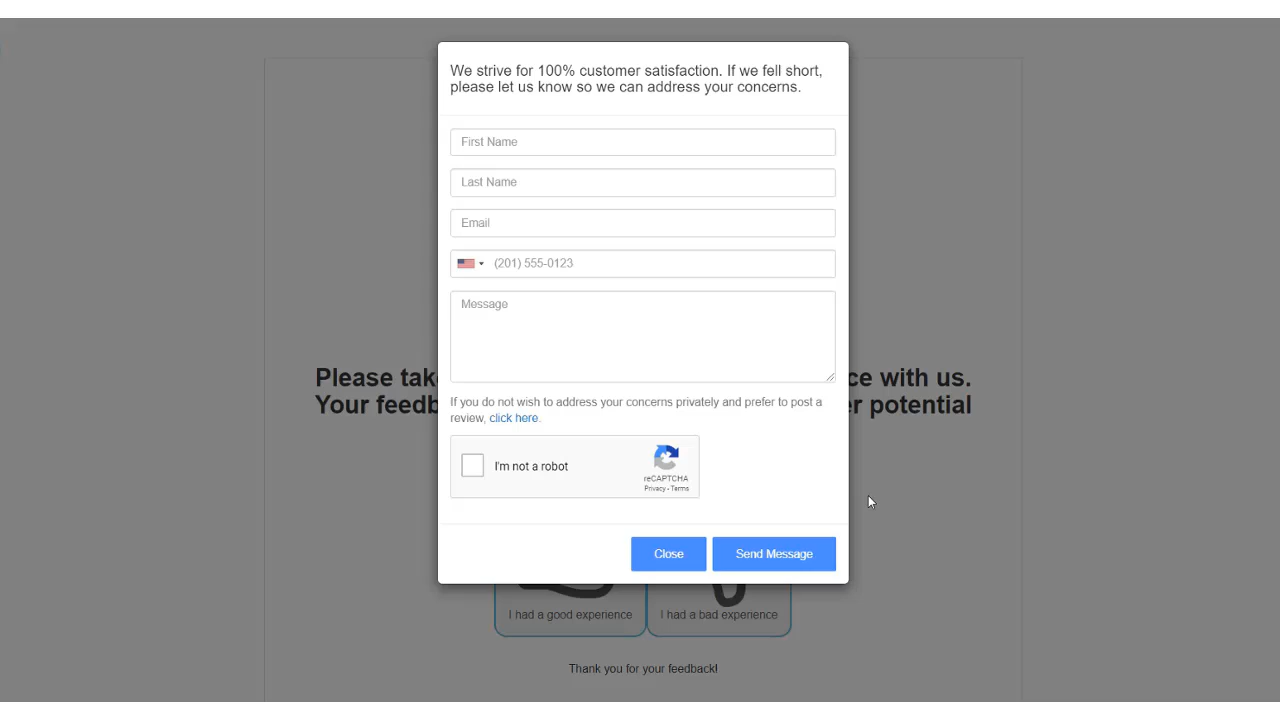 We strive for 100% customer satisfaction. If we fell short,
please let us know so we can address your concerns.
First Name
Last Name
Email
(201) 555-0123
Message
Please tak
ce with us.
Your feedb
r potential
If you do not wish to address your concerns privately and prefer to post a
review, click here.
I'm not a robot
reCAPTCHA
Privacy - Terms
Close
Send Message
I had a good experience
I had a bad experience
Thank you for your feedback!